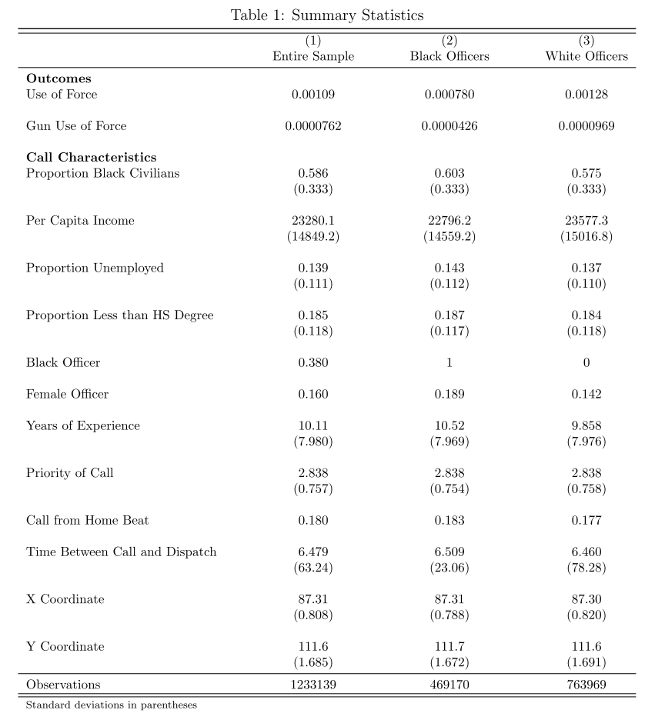 Table 1: Summary Statistics
(1) (2) (3)
Entire Sample Black Officers White Officers
Outcomes
Use of Force 0.00109 0.000780 0.00128
Gun Use of Force 0.0000762 0.0000426 0.0000969
Call Characteristics
Proportion Black Civilians 0.586 0.603 0.575
(0.333) (0.333) (0.333)
Per Capita Income 23280.1 22796.2 23577.3
(14849.2) (14559.2) (15016.8)
Proportion Unemployed 0.139 0.143 0.137
(0.111) (0.112) (0.110)
Proportion Less than HS Degree 0.185 0.187 0.184
(0.118) (0.117) (0.118)
Black Officer 0.380 1 0
Female Officer 0.160 0.189 0.142
Years of Experience 10.11 10.52 9.858
(7.980) (7.969) (7.976)
Priority of Call 2.838 2.838 2.838
(0.757) (0.754) (0.758)
Call from Home Beat 0.180 0.183 0.177
Time Between Call and Dispatch 6.479 6.509 6.460
(63.24) (23.06) (78.28)
X Coordinate 87.31 87.31 87.30
(0.808) (0.788) (0.820)
Y Coordinate 111.6 111.7 111.6
(1.685) (1.672) (1.691)
Observations 1233139 469170 763969
Standard deviations in parentheses